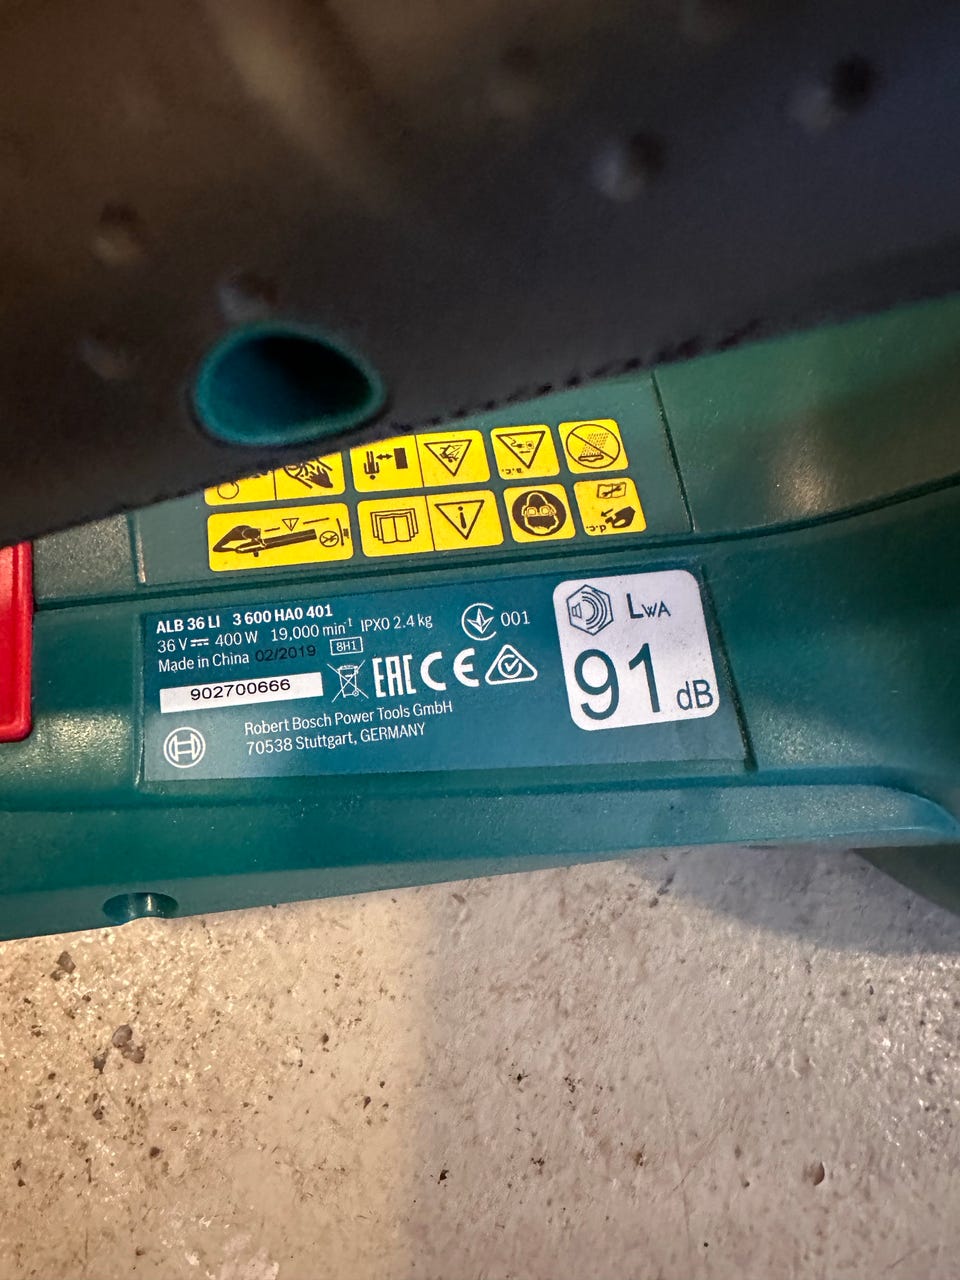 ALB 36 LI 3 600 HA0 401
36 V 400 W 19,000 min-1 IPX0 2.4 kg
001
Made in China 02/2019 8H1
902700666
EAC CE
Robert Bosch Power Tools GmbH
70538 Stuttgart, GERMANY
LWA
91 dB